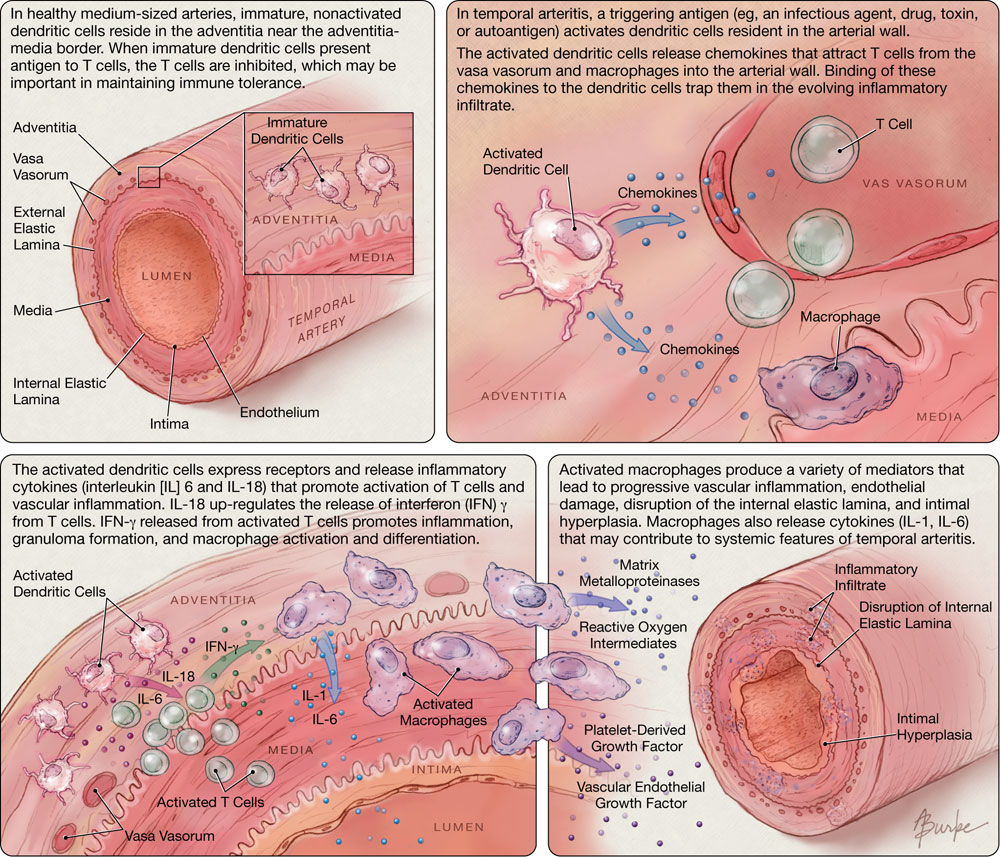 In healthy medium-sized arteries, immature, nonactivated
dendritic cells reside in the adventitia near the adventitia-
media border. When immature dendritic cells present
antigen to T cells, the T cells are inhibited, which may be
important in maintaining immune tolerance.
Adventitia
Vasa
Vasorum
External
Elastic
Lamina
Media
Internal Elastic
Lamina
Intima
Endothelium
LUMEN
TEMPORAL
ARTERY
Immature
Dendritic Cells
ADVENTITIA
MEDIA
In temporal arteritis, a triggering antigen (eg, an infectious agent, drug, toxin,
or autoantigen) activates dendritic cells resident in the arterial wall.
The activated dendritic cells release chemokines that attract T cells from the
vasa vasorum and macrophages into the arterial wall. Binding of these
chemokines to the dendritic cells trap them in the evolving inflammatory
infiltrate.
Activated
Dendritic Cell
Chemokines
T Cell
VAS VASORUM
Chemokines
Macrophage
ADVENTITIA
MEDIA
The activated dendritic cells express receptors and release inflammatory
cytokines (interleukin [IL] 6 and IL-18) that promote activation of T cells and
vascular inflammation. IL-18 up-regulates the release of interferon (IFN) γ
from T cells. IFN-γ released from activated T cells promotes inflammation,
granuloma formation, and macrophage activation and differentiation.
Activated
Dendritic Cells
ADVENTITIA
IFN-γ
IL-18
IL-6
IL-1
IL-6
Activated
Macrophages
MEDIA
INTIMA
Activated T Cells
Vasa Vasorum
LUMEN
Activated macrophages produce a variety of mediators that
lead to progressive vascular inflammation, endothelial
damage, disruption of the internal elastic lamina, and intimal
hyperplasia. Macrophages also release cytokines (IL-1, IL-6)
that may contribute to systemic features of temporal arteritis.
Matrix
Metalloproteinases
Reactive Oxygen
Intermediates
Platelet-Derived
Growth Factor
Vascular Endothelial
Growth Factor
Inflammatory
Infiltrate
Disruption of Internal
Elastic Lamina
Intimal
Hyperplasia
ABurke